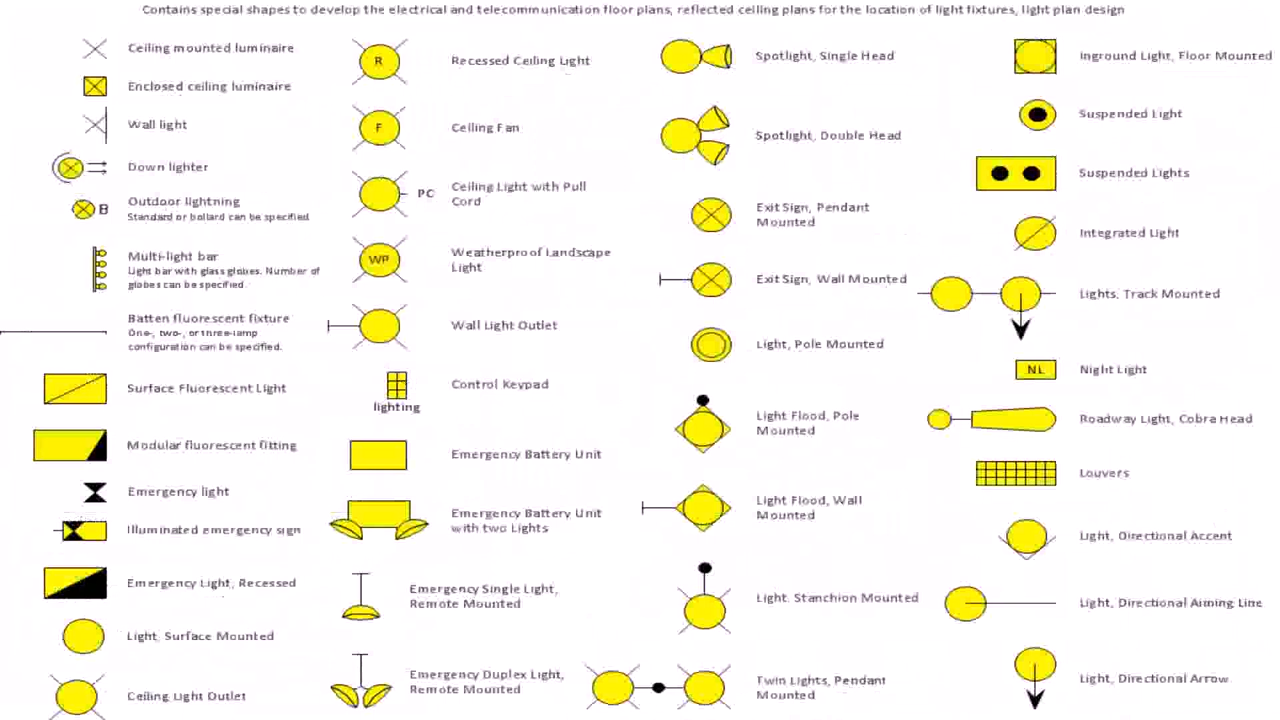 Contains special shapes to develop the electrical and telecommunication floor plans, reflected ceiling plans for the location of light fixtures, light plan design
Ceiling mounted luminaire
Enclosed ceiling luminaire
Wall light
Down lighter
B
Outdoor lightning
Standard or bollard can be specified
Multi-light bar
Light bar with glass globes. Number of
globes can be specified.
Batten fluorescent fixture
One-, two-, or three-lamp
configuration can be specified.
Surface Fluorescent Light
Modular fluorescent fitting
Emergency light
Illuminated emergency sign
Emergency Light, Recessed
Light, Surface Mounted
Ceiling Light Outlet
R
Recessed Ceiling Light
F
Ceiling Fan
PC
Ceiling Light with Pull
Cord
WP
Weatherproof Landscape
Light
Wall Light Outlet
lighting
Control Keypad
Emergency Battery Unit
Emergency Battery Unit
with two Lights
Emergency Single Light,
Remote Mounted
Emergency Duplex Light,
Remote Mounted
Spotlight, Single Head
Spotlight, Double Head
Exit Sign, Pendant
Mounted
Exit Sign, Wall Mounted
Light, Pole Mounted
Light Flood, Pole
Mounted
Light Flood, Wall
Mounted
Light. Stanchion Mounted
Twin Lights, Pendant
Mounted
Inground Light, Floor Mounted
Suspended Light
Suspended Lights
Integrated Light
Lights, Track Mounted
NL
Night Light
Roadway Light, Cobra Head
Louvers
Light, Directional Accent
Light, Directional Aiming Line
Light, Directional Arrow